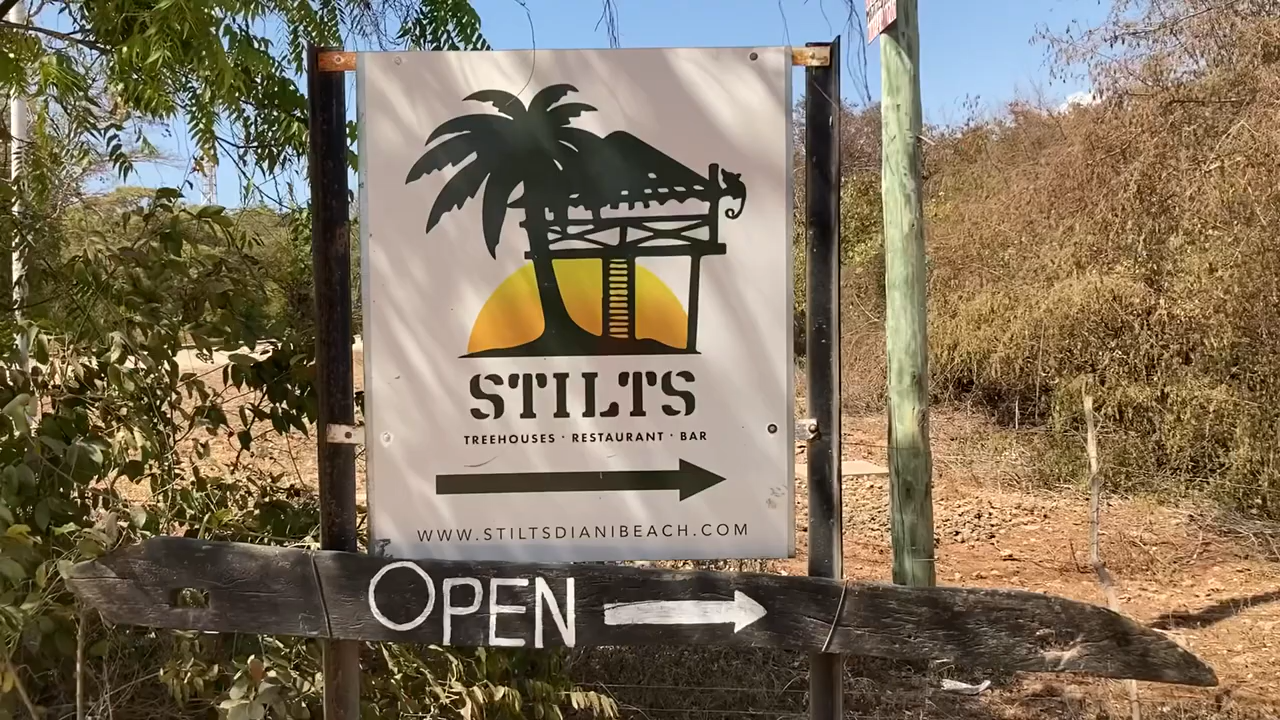 STILTS
TREEHOUSES · RESTAURANT · BAR
WWW.STILTSDIANIBEACH.COM
OPEN